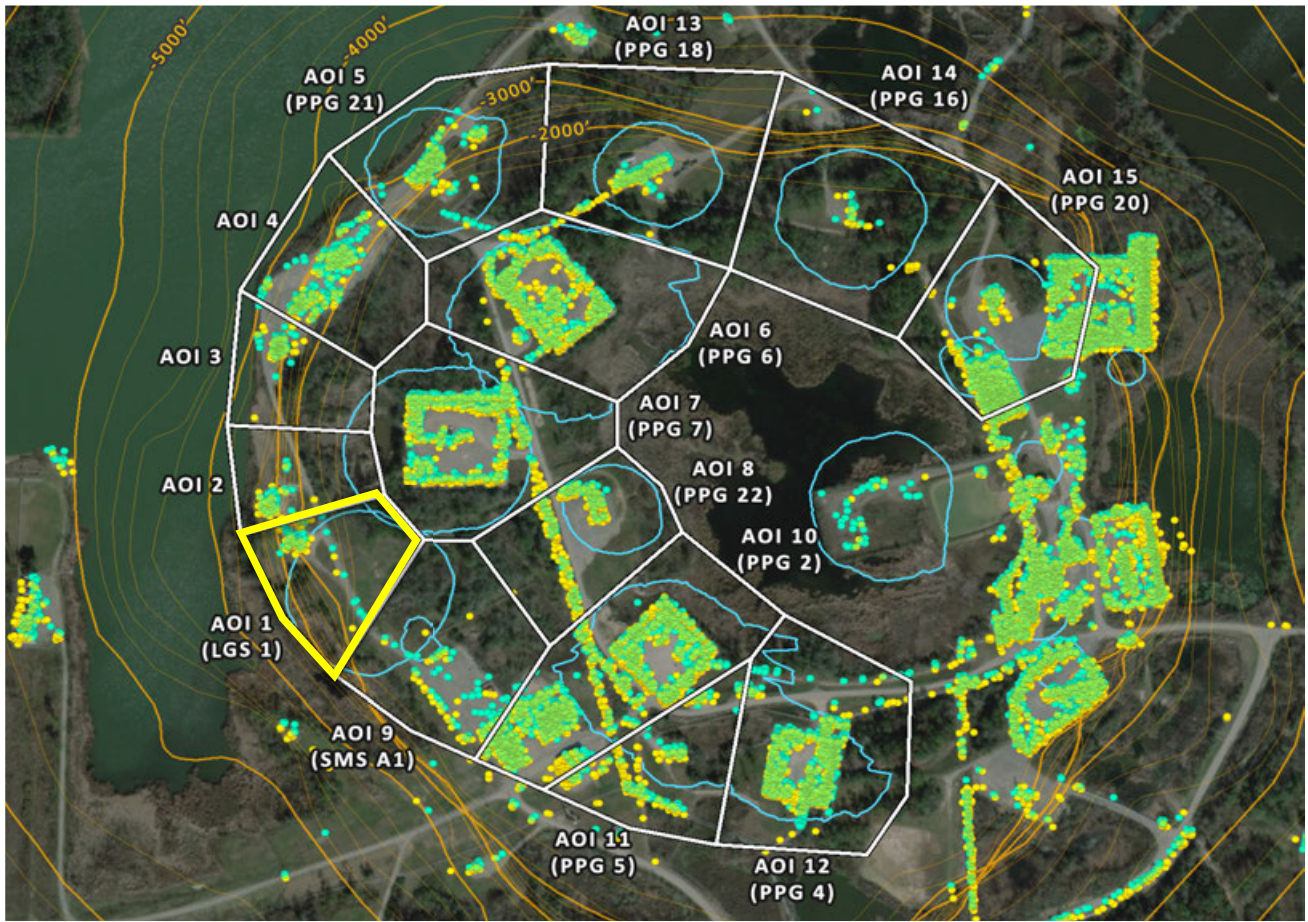 -5000'
-4000'
AOI 13
(PPG 18)
AOI 5
(PPG 21)
AOI 14
(PPG 16)
-3000'
-2000'
AOI 15
(PPG 20)
AOI 4
AOI 3
AOI 6
(PPG 6)
AOI 7
(PPG 7)
AOI 2
AOI 8
(PPG 22)
AOI 10
(PPG 2)
AOI 1
(LGS 1)
AOI 9
(SMS A1)
AOI 11
(PPG 5)
AOI 12
(PPG 4)